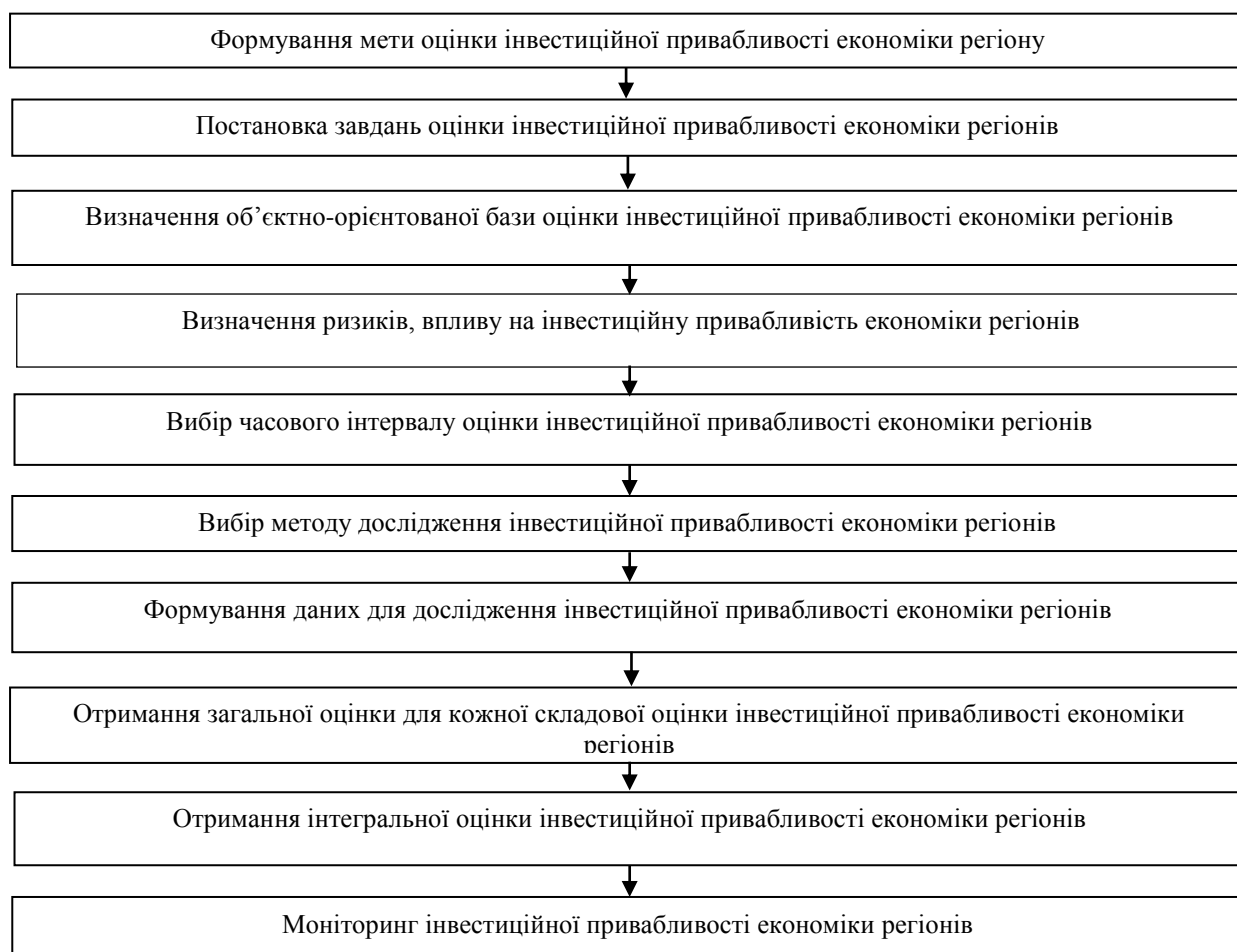 Формування мети оцінки інвестиційної привабливості економіки регіону
Постановка завдань оцінки інвестиційної привабливості економіки регіонів
Визначення об’єктно-орієнтованої бази оцінки інвестиційної привабливості економіки регіонів
Визначення ризиків, впливу на інвестиційну привабливість економіки регіонів
Вибір часового інтервалу оцінки інвестиційної привабливості економіки регіонів
Вибір методу дослідження інвестиційної привабливості економіки регіонів
Формування даних для дослідження інвестиційної привабливості економіки регіонів
Отримання загальної оцінки для кожної складової оцінки інвестиційної привабливості економіки
регіонів
Отримання інтегральної оцінки інвестиційної привабливості економіки регіонів
Моніторинг інвестиційної привабливості економіки регіонів